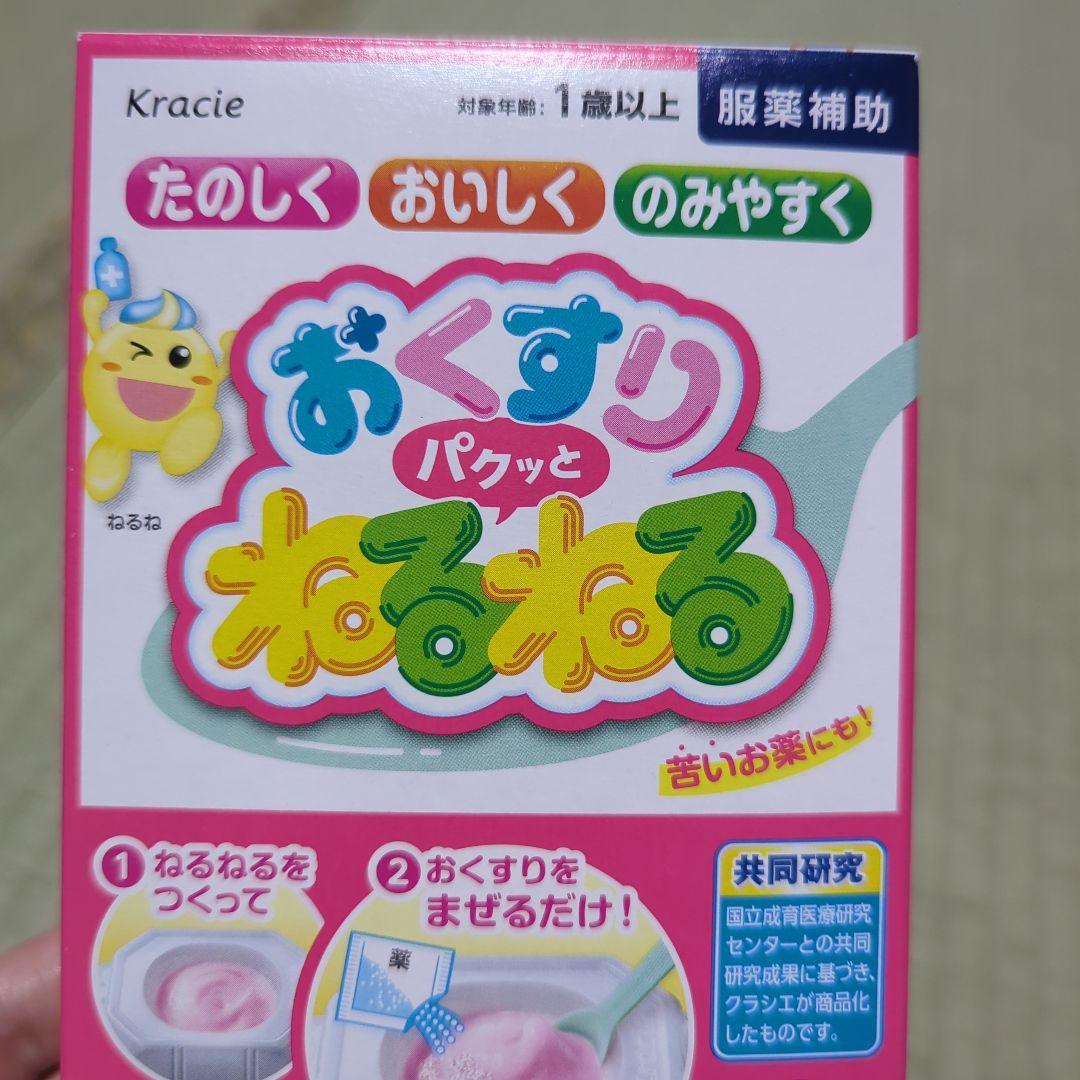 Kracie
対象年齢:1歳以上
服薬補助
たのしく おいしく のみやすく
おくすり
パクッと
ねるねる
ねるね
苦いお薬にも!
1 ねるねるを
つくって
2 おくすりを
まぜるだけ!
薬
共同研究
国立成育医療研究
センターとの共同
研究成果に基づき、
クラシエが商品化
したものです。